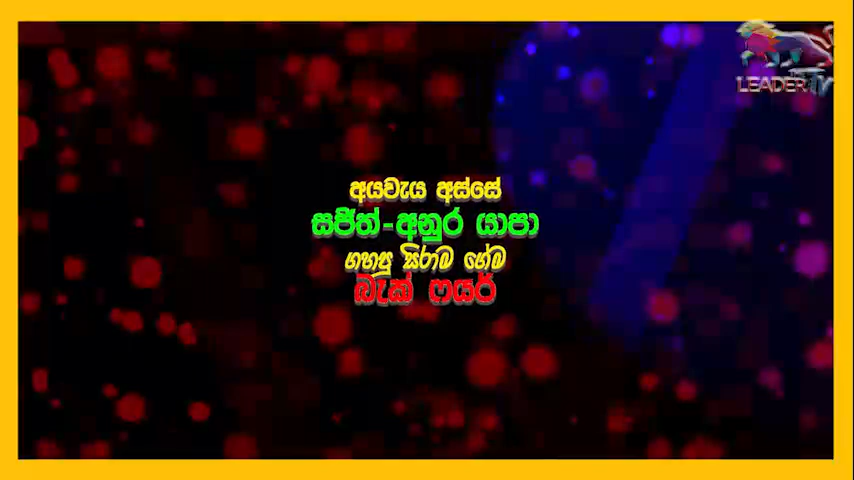 LEADER TV
අයවැය අස්සේ
සජිත්-අනුර යාපා
ගහපු සිරාම ගේම
බැක් ෆයර්